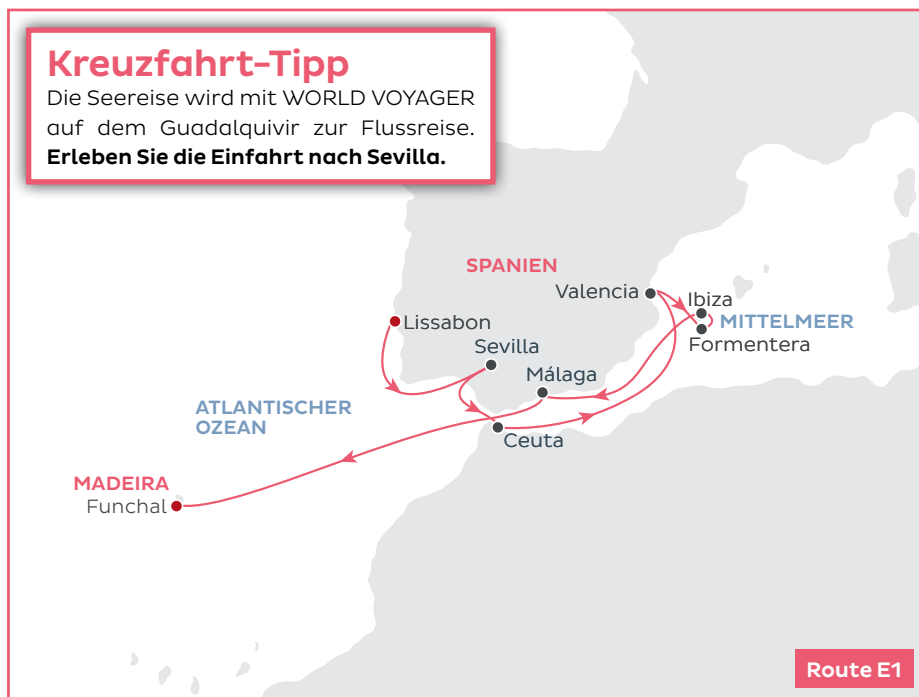 Kreuzfahrt-Tipp
Die Seereise wird mit WORLD VOYAGER
auf dem Guadalquivir zur Flussreise.
Erleben Sie die Einfahrt nach Sevilla.
SPANIEN
Valencia
Ibiza
MITTELMEER
Formentera
Lissabon
Sevilla
Málaga
ATLANTISCHER
OZEAN
Ceuta
MADEIRA
Funchal
Route E1